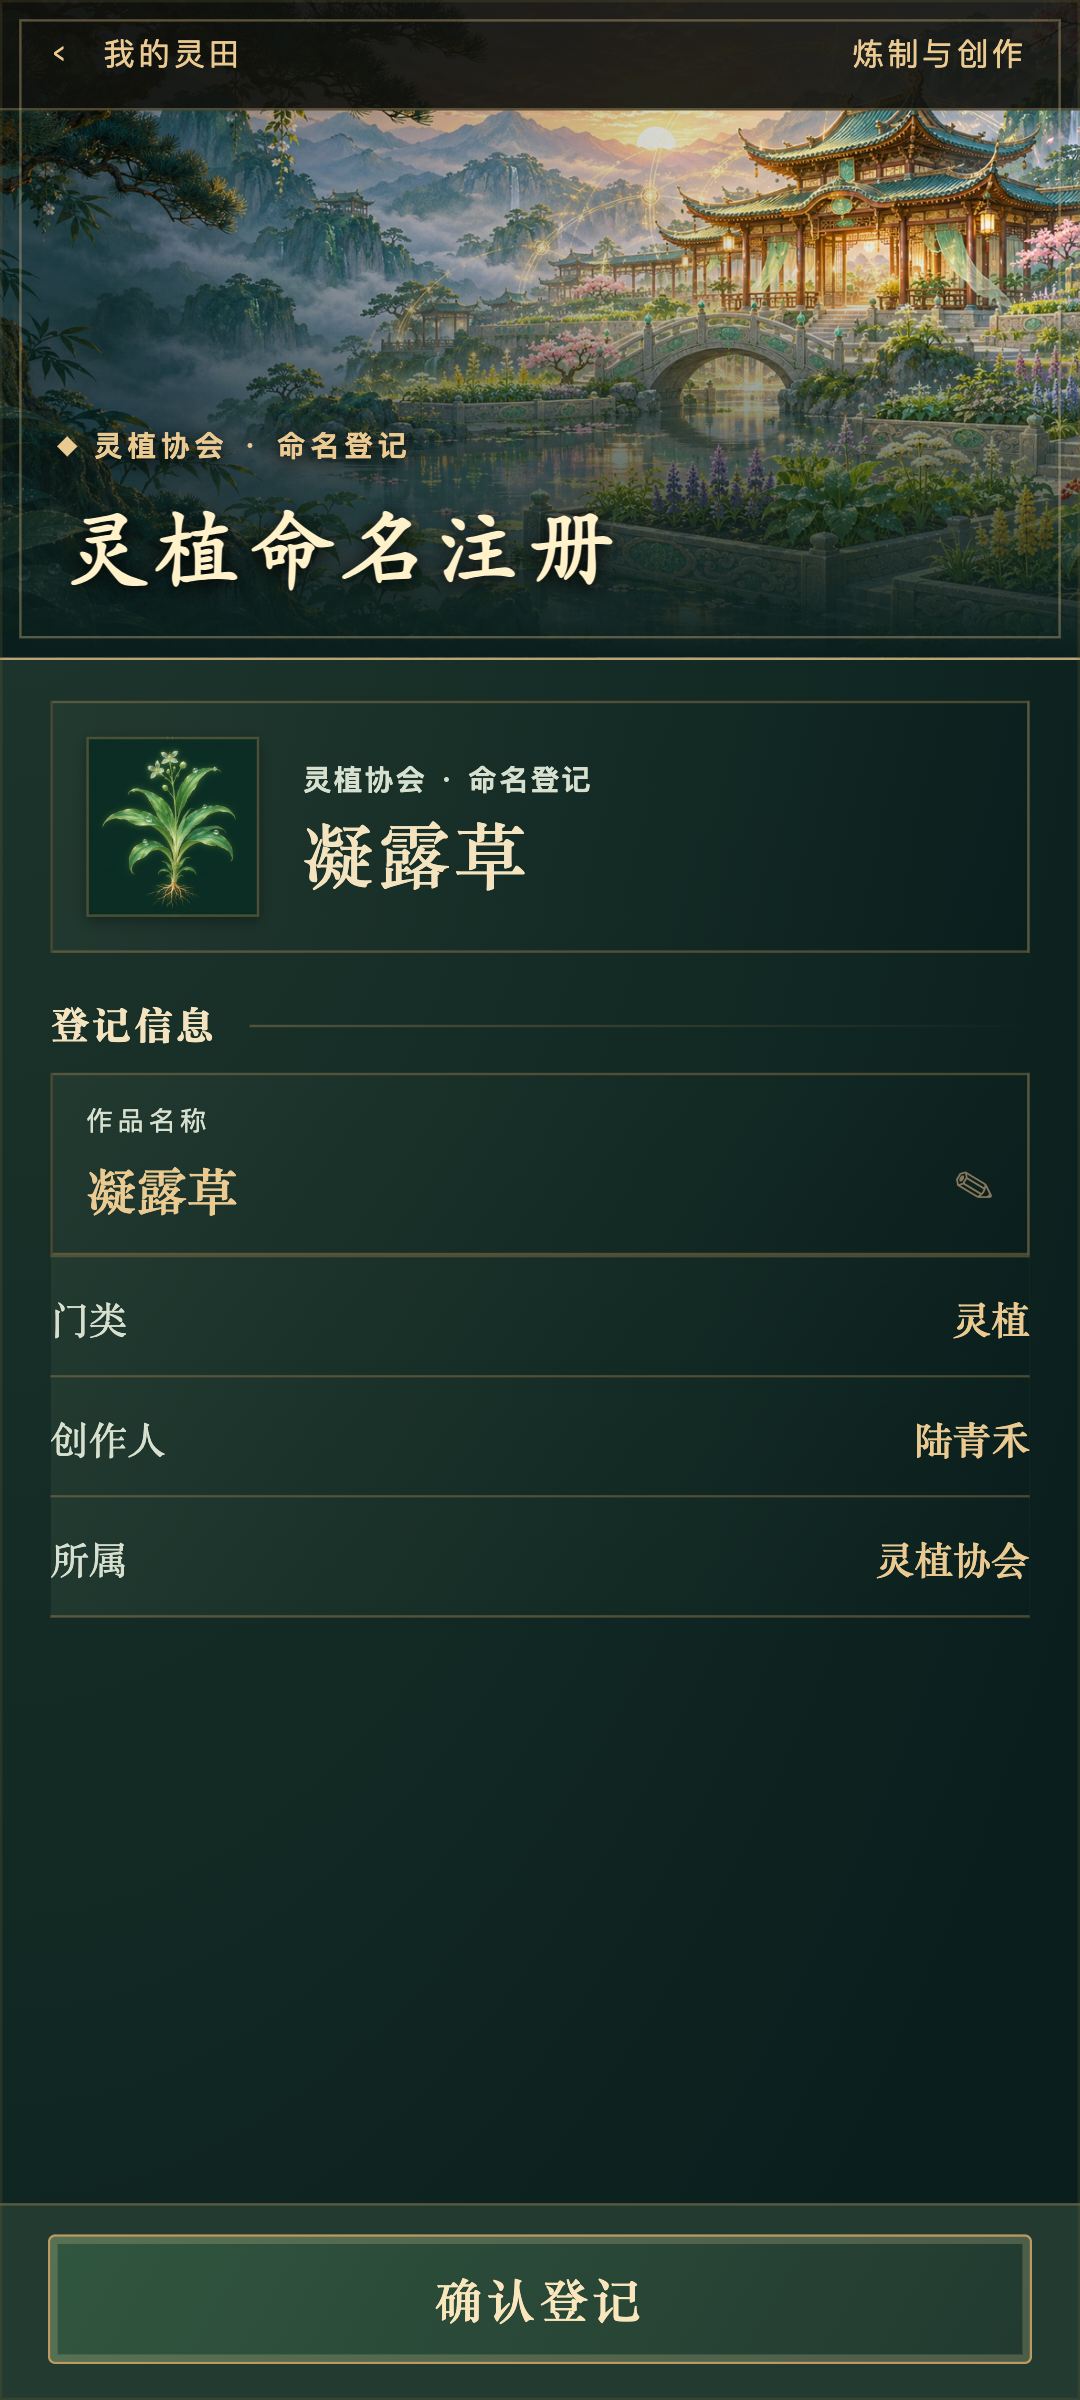 < 我的灵田 炼制与创作
◆ 灵植协会 · 命名登记
灵植命名注册
灵植协会 · 命名登记
凝露草
登记信息
作品名称
凝露草 ✎
门类 灵植
创作人 陆青禾
所属 灵植协会
确认登记